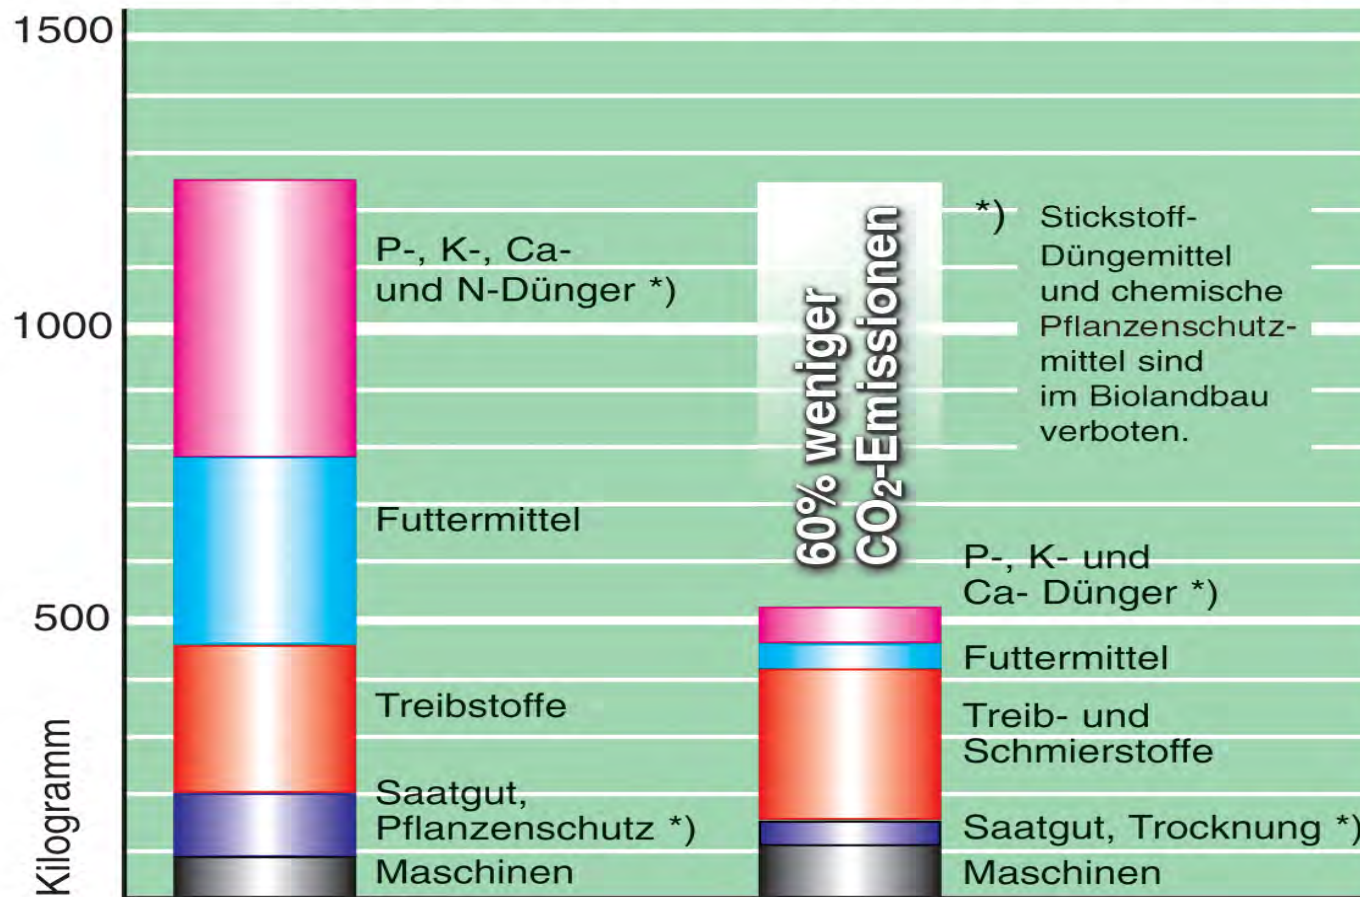 1500
1000
500
Kilogramm
P-, K-, Ca-
und N-Dünger *)
Futtermittel
Treibstoffe
Saatgut,
Pflanzenschutz *)
Maschinen
60% weniger
CO₂-Emissionen
*) Stickstoff-
Düngemittel
und chemische
Pflanzenschutz-
mittel sind
im Biolandbau
verboten.
P-, K- und
Ca- Dünger *)
Futtermittel
Treib- und
Schmierstoffe
Saatgut, Trocknung *)
Maschinen